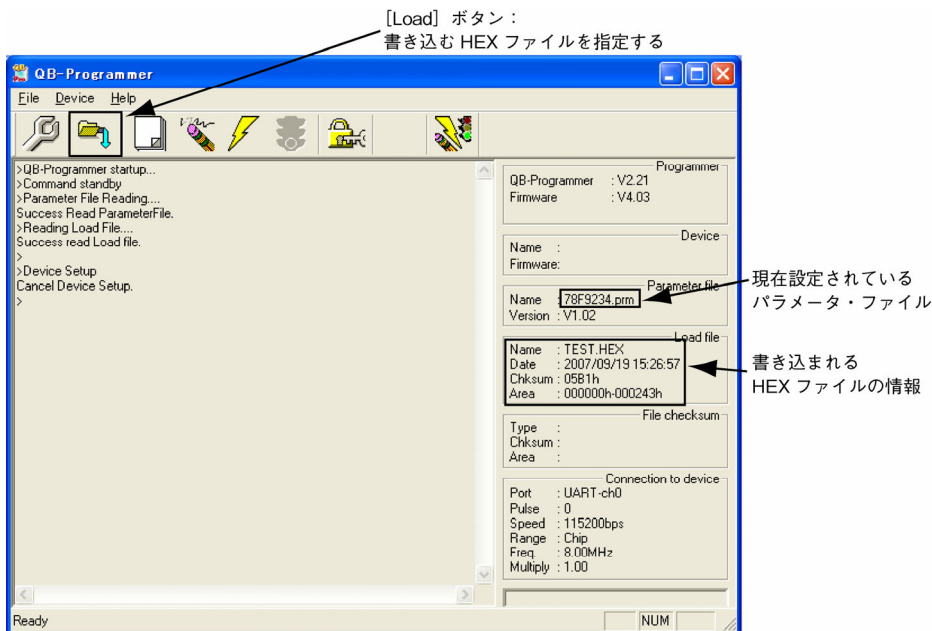 ［Load］ボタン：
書き込む HEX ファイルを指定する
QB-Programmer
File Device Help
>QB-Programmer startup...
>Command standby
>Parameter File Reading....
Success Read ParameterFile.
>Reading Load File....
Success read Load file.
>
>Device Setup
Cancel Device Setup.
>
Programmer
QB-Programmer : V2.21
Firmware : V4.03
Device
Name :
Firmware:
Parameter file
Name : 78F9234.prm
Version : V1.02
現在設定されている
パラメータ・ファイル
Load file
Name : TEST.HEX
Date : 2007/09/19 15:26:57
Chksum : 05B1h
Area : 000000h-000243h
書き込まれる
HEX ファイルの情報
File checksum
Type :
Chksum :
Area :
Connection to device
Port : UART-ch0
Pulse : 0
Speed : 115200bps
Range : Chip
Freq. : 8.00MHz
Multiply : 1.00
Ready
NUM